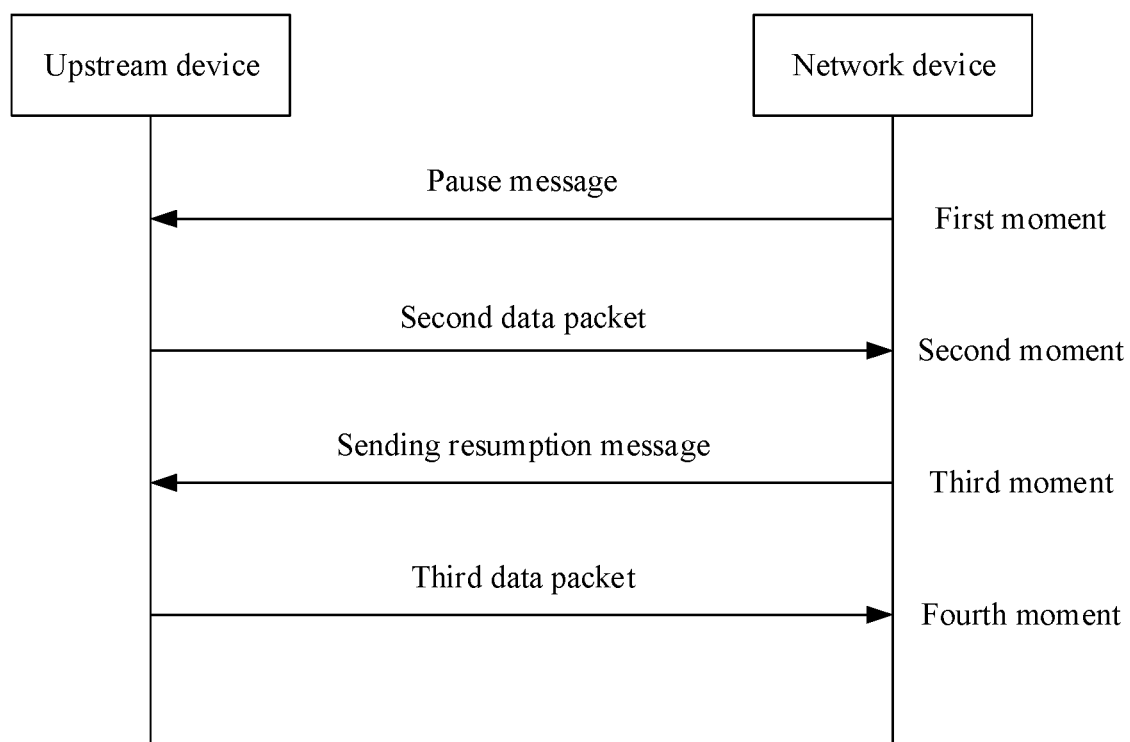 Upstream device
Network device
Pause message
First moment
Second data packet
Second moment
Sending resumption message
Third moment
Third data packet
Fourth moment